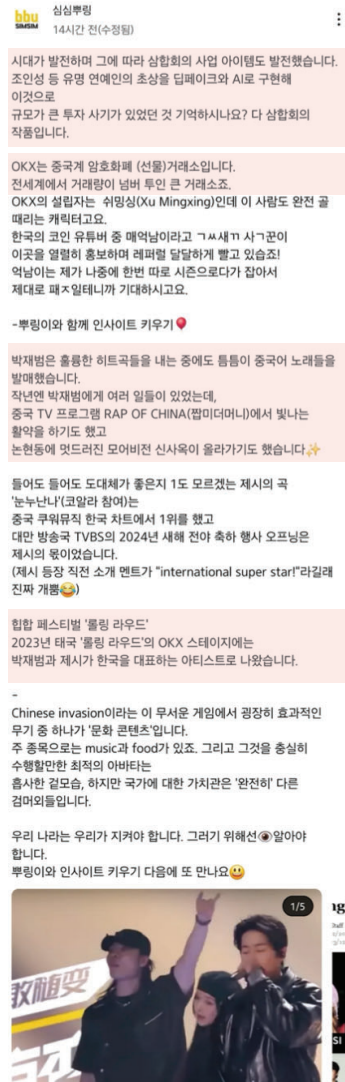 bbu
SIMSIM
심심뿌링
14시간 전(수정됨)
시대가 발전하며 그에 따라 삼합회의 사업 아이템도 발전했습니다.
조인성 등 유명 연예인의 초상을 딥페이크와 AI로 구현해
이것으로
규모가 큰 투자 사기가 있었던 것 기억하시나요? 다 삼합회의
작품입니다.
OKX는 중국계 암호화폐 (선물)거래소입니다.
전세계에서 거래량이 넘버 투인 큰 거래소죠.
OKX의 설립자는 쉬밍싱(Xu Mingxing)인데 이 사람도 완전 골
때리는 캐릭터고요.
한국의 코인 유튜버 중 매억남이라고 ㄱㅆ새ㄲ 사ㄱ꾼이
이곳을 열렬히 홍보하며 레퍼럴 달달하게 빨고 있습죠!
억남이는 제가 나중에 한번 따로 시즌으로다가 잡아서
제대로 패ㅈ일테니까 기대하시고요.
-뿌링이와 함께 인사이트 키우기🎈
박재범은 훌륭한 히트곡들을 내는 중에도 틈틈이 중국어 노래들을
발매했습니다.
작년엔 박재범에게 여러 일들이 있었는데,
중국 TV 프로그램 RAP OF CHINA(짭미더머니)에서 빛나는
활약을 하기도 했고
논현동에 멋드러진 모어비전 신사옥이 올라가기도 했습니다✨
들어도 들어도 도대체가 좋은지 1도 모르겠는 제시의 곡
'눈누난나'(코알라 참여)는
중국 쿠워뮤직 한국 차트에서 1위를 했고
대만 방송국 TVBS의 2024년 새해 전야 축하 행사 오프닝은
제시의 몫이었습니다.
(제시 등장 직전 소개 멘트가 "international super star!"라길래
진짜 개뿜😂)
힙합 페스티벌 '롤링 라우드'
2023년 태국 '롤링 라우드'의 OKX 스테이지에는
박재범과 제시가 한국을 대표하는 아티스트로 나왔습니다.
-
Chinese invasion이라는 이 무서운 게임에서 굉장히 효과적인
무기 중 하나가 '문화 콘텐츠'입니다.
주 종목으로는 music과 food가 있죠. 그리고 그것을 충실히
수행할만한 최적의 아바타는
흡사한 겉모습, 하지만 국가에 대한 가치관은 '완전히' 다른
검머외들입니다.
우리 나라는 우리가 지켜야 합니다. 그러기 위해선👁알아야
합니다.
뿌링이와 인사이트 키우기 다음에 또 만나요😃
1/5
敢随变